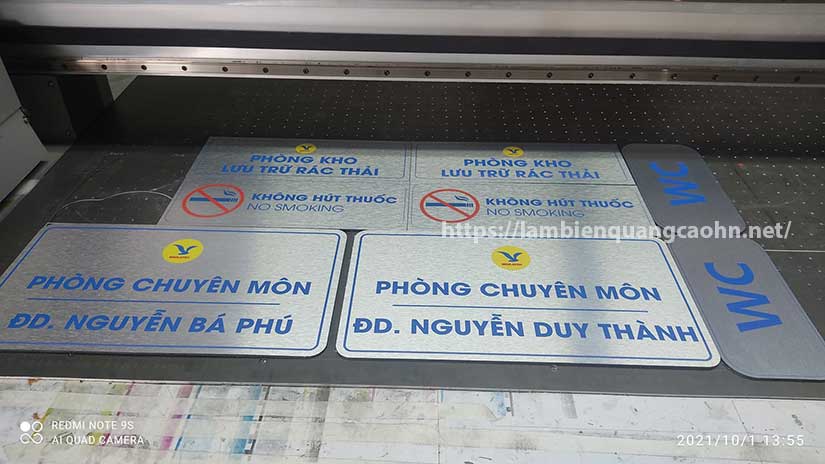 PHÒNG KHO
LƯU TRỮ RÁC THẢI
PHÒNG KHO
LƯU TRỮ RÁC THẢI
WC
KHÔNG HÚT THUỐC
NO SMOKING
KHÔNG HÚT THUỐC
NO SMOKING
https://lambienquangcaohn.net/
PHÒNG CHUYÊN MÔN
ĐD. NGUYỄN BÁ PHÚ
PHÒNG CHUYÊN MÔN
ĐD. NGUYỄN DUY THÀNH
WC
REDMI NOTE 9S
AI QUAD CAMERA
2021/10/1 13:55